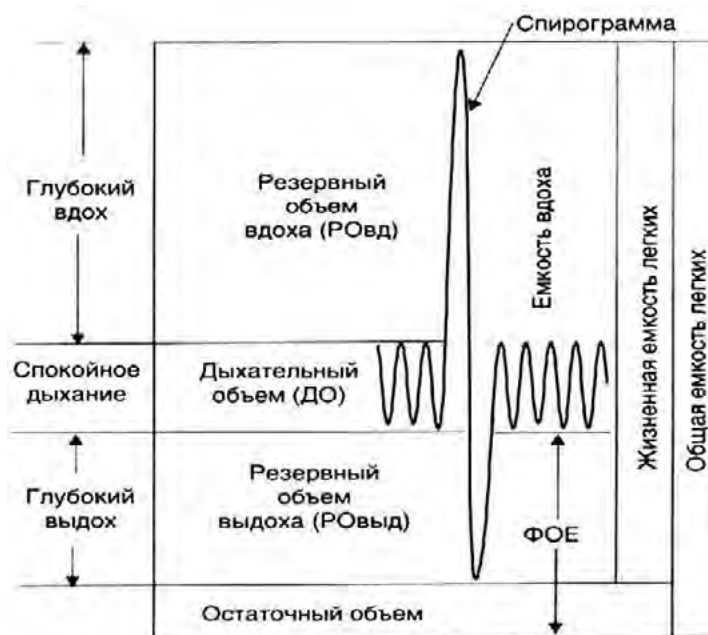 Спирограмма
Глубокий
вдох
Резервный
объем
вдоха (РОвд)
Емкость вдоха
Жизненная емкость легких
Общая емкость легких
Спокойное
дыхание
Дыхательный
объем (ДО)
Глубокий
выдох
Резервный
объем
выдоха (РОвыд)
ФОЕ
Остаточный объем